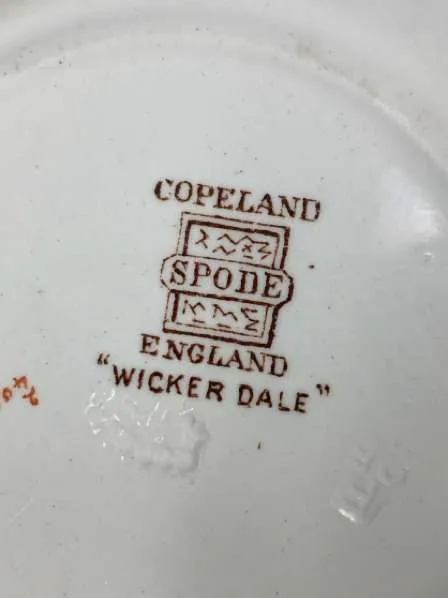 COPELAND
SPODE
ENGLAND
"WICKER DALE"